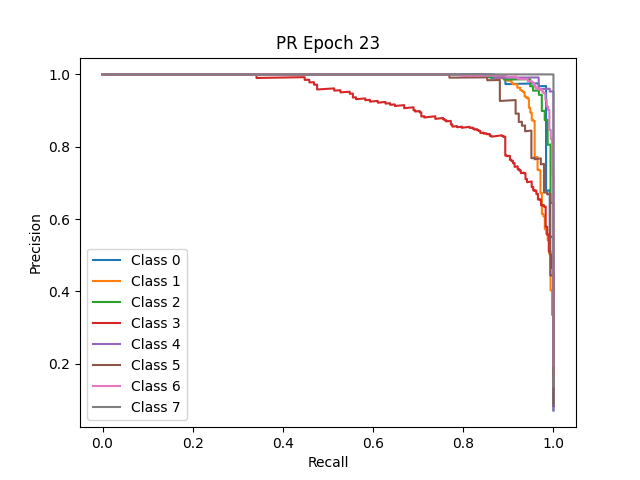 PR Epoch 23
1.0
0.8
0.6
0.4
0.2
Precision
Class 0
Class 1
Class 2
Class 3
Class 4
Class 5
Class 6
Class 7
0.0 0.2 0.4 0.6 0.8 1.0
Recall